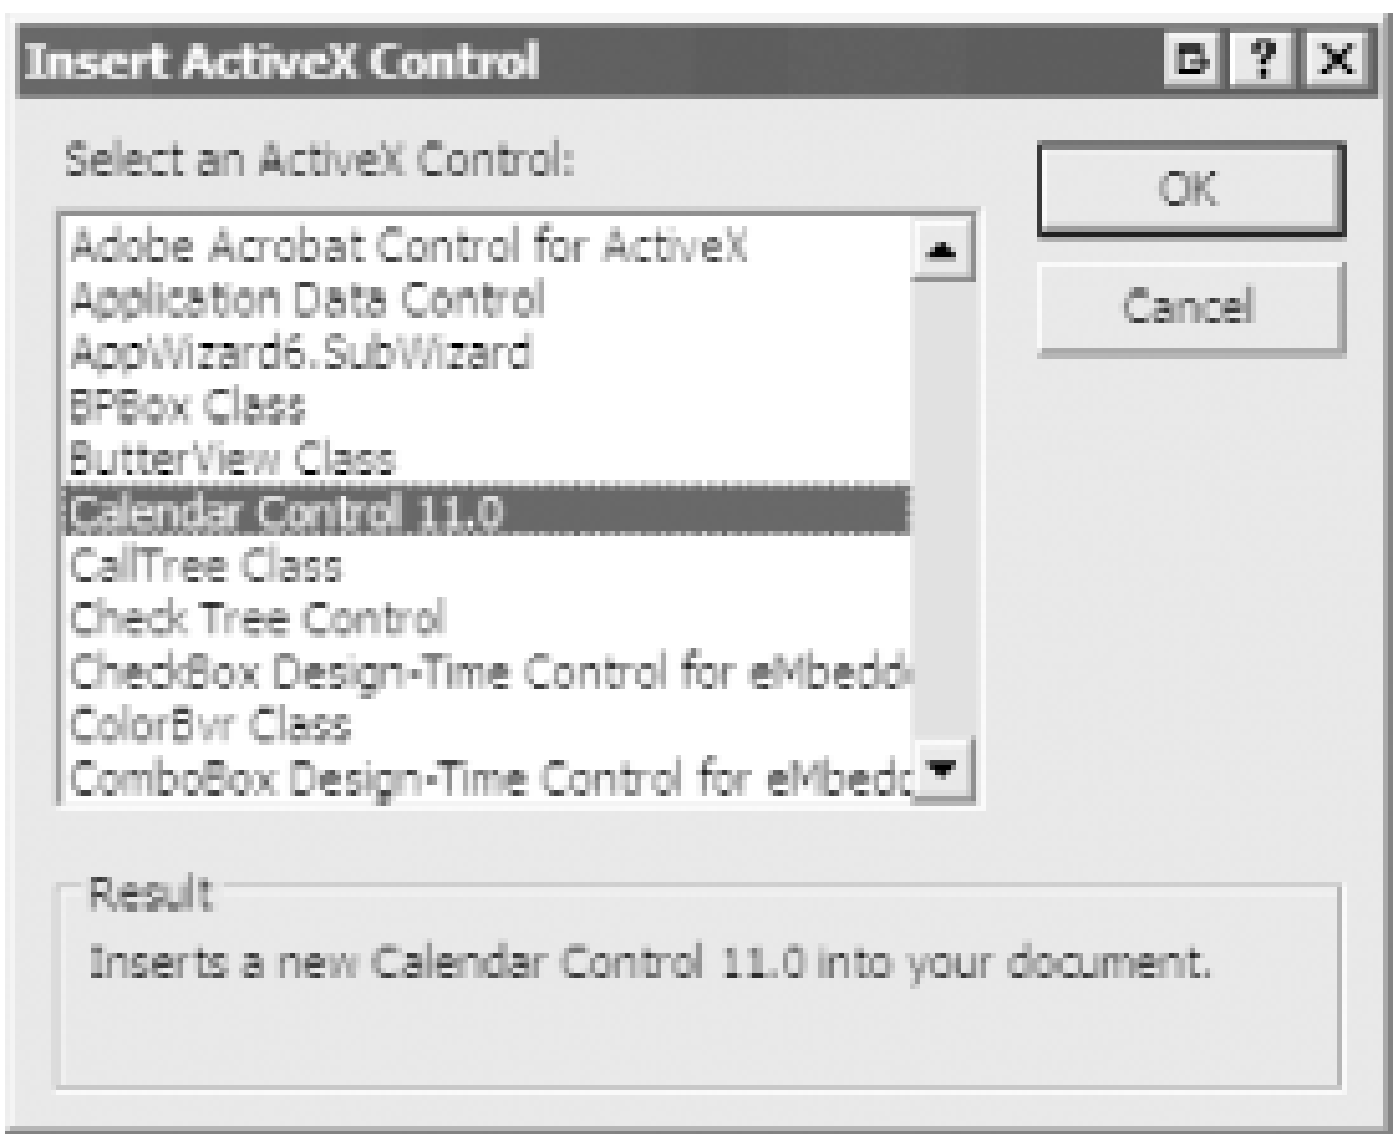 Insert ActiveX Control
?
Select an ActiveX Control:
OK
Cancel
Adobe Acrobat Control for ActiveX
Application Data Control
AppWizard6.SubWizard
BPBox Class
ButterView Class
Calendar Control 11.0
CallTree Class
Check Tree Control
CheckBox Design-Time Control for eMbedd
ColorBvr Class
ComboBox Design-Time Control for eMbedd
Result
Inserts a new Calendar Control 11.0 into your document.